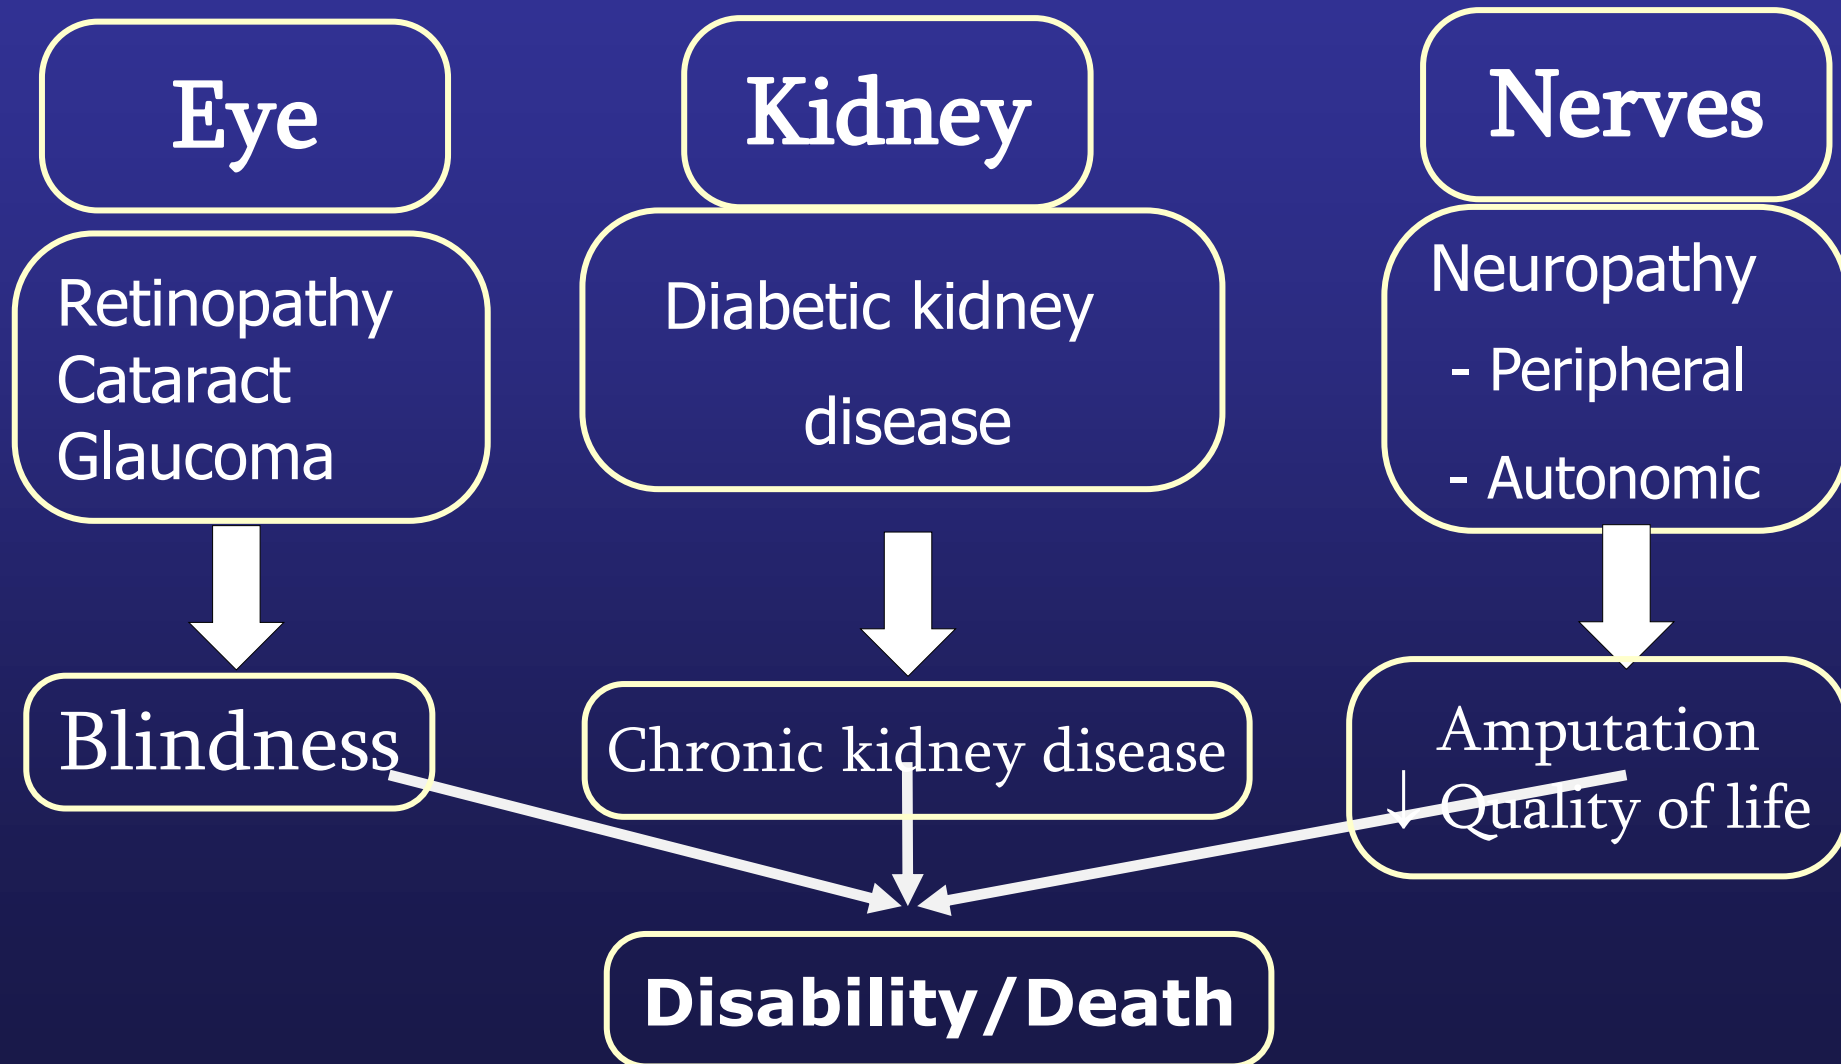 Eye
Kidney
Nerves
Retinopathy
Cataract
Glaucoma
Diabetic kidney
disease
Neuropathy
- Peripheral
- Autonomic
Blindness
Chronic kidney disease
Amputation
↓ Quality of life
Disability/Death